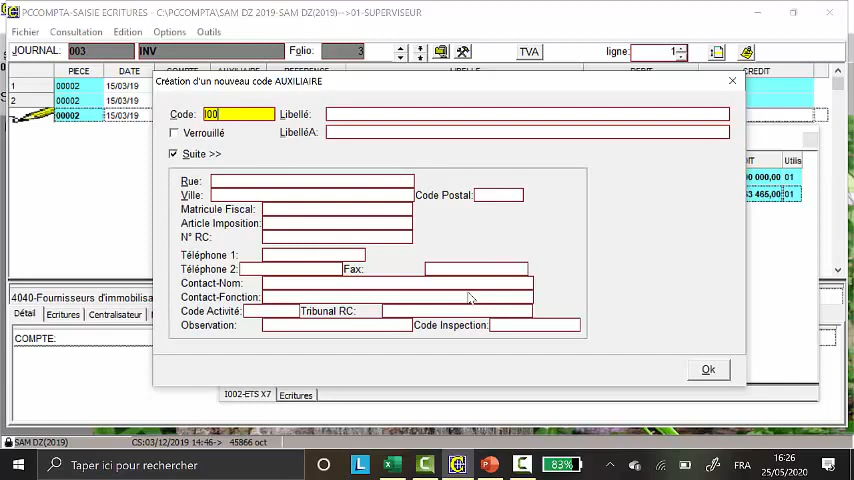 PCCOMPTA-SAISIE ECRITURES - C:\PCCOMPTA-SAM DZ 2019-SAM DZ(2019)-->01-SUPERVISEUR
Fichier Consultation Edition Options Outils
JOURNAL: 003 INV Folio: 3 TVA ligne: 1
PIECE DATE
1 00002 15/03/19
2 00002 15/03/19
00002 15/03/19
CREDIT
Création d'un nouveau code AUXILIAIRE
Code: I00 Libellé:
Verrouillé LibelléA:
Suite >>
Rue:
Ville: Code Postal:
Matricule Fiscal:
Article Imposition:
N° RC:
Téléphone 1:
Téléphone 2: Fax:
Contact-Nom:
Contact-Fonction:
Code Activité: Tribunal RC:
Observation: Code Inspection:
Ok
DIT Utilis
00 000,00 01
63 465,00 01
4040-Fournisseurs d'immobilisa
Détail Ecritures Centralisateur
COMPTE:
I002-ETS X7 Ecritures
SAM DZ(2019) CS:03/12/2019 14:46-> 45866 oct
Taper ici pour rechercher
83%
FRA
16:26
25/05/2020